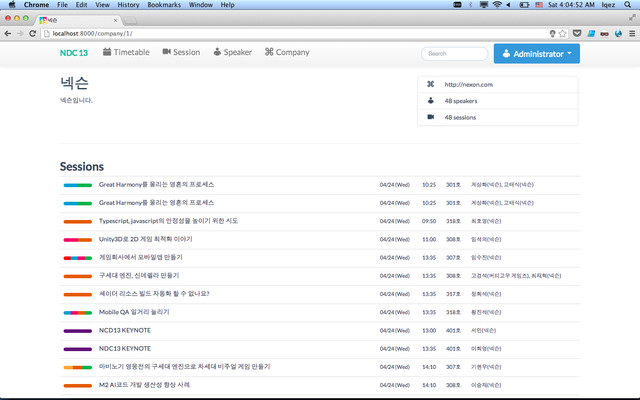 Chrome File Edit View History Bookmarks Window Help Sat 4:04:52 AM Iqez
넥슨
localhost:8000/company/1/
NDC 13 Timetable Session Speaker Company Search Administrator
넥슨
넥슨입니다.
http://nexon.com
48 speakers
48 sessions
Sessions
Great Harmony를 울리는 영혼의 프로세스 04/24 (Wed) 10:25 301호 계승화(넥슨), 고태식(넥슨)
Great Harmony를 울리는 영혼의 프로세스 04/24 (Wed) 10:25 301호 계승화(넥슨), 고태식(넥슨)
Typescript, javascript의 안정성을 높이기 위한 시도 04/24 (Wed) 09:50 318호 최호영(넥슨)
Unity3D로 2D 게임 최적화 이야기 04/24 (Wed) 11:00 308호 임석희(넥슨)
게임회사에서 모바일앱 만들기 04/24 (Wed) 13:35 307호 임수진(넥슨)
구세대 엔진, 신데렐라 만들기 04/24 (Wed) 13:35 308호 고광석(버티고우 게임즈), 최재혁(넥슨)
셰이더 리소스 빌드 자동화 할 수 없나요? 04/24 (Wed) 13:35 317호 정희석(넥슨)
Mobile QA 일거리 늘리기 04/24 (Wed) 13:35 318호 황진석(넥슨)
NCD13 KEYNOTE 04/24 (Wed) 13:00 401호 서민(넥슨)
NDC13 KEYNOTE 04/24 (Wed) 13:35 401호 이희영(넥슨)
마비노기 영웅전의 구세대 엔진으로 차세대 비주얼 게임 만들기 04/24 (Wed) 14:10 307호 기현우(넥슨)
M2 AI코드 개발 생산성 향상 사례 04/24 (Wed) 14:10 308호 이승재(넥슨)